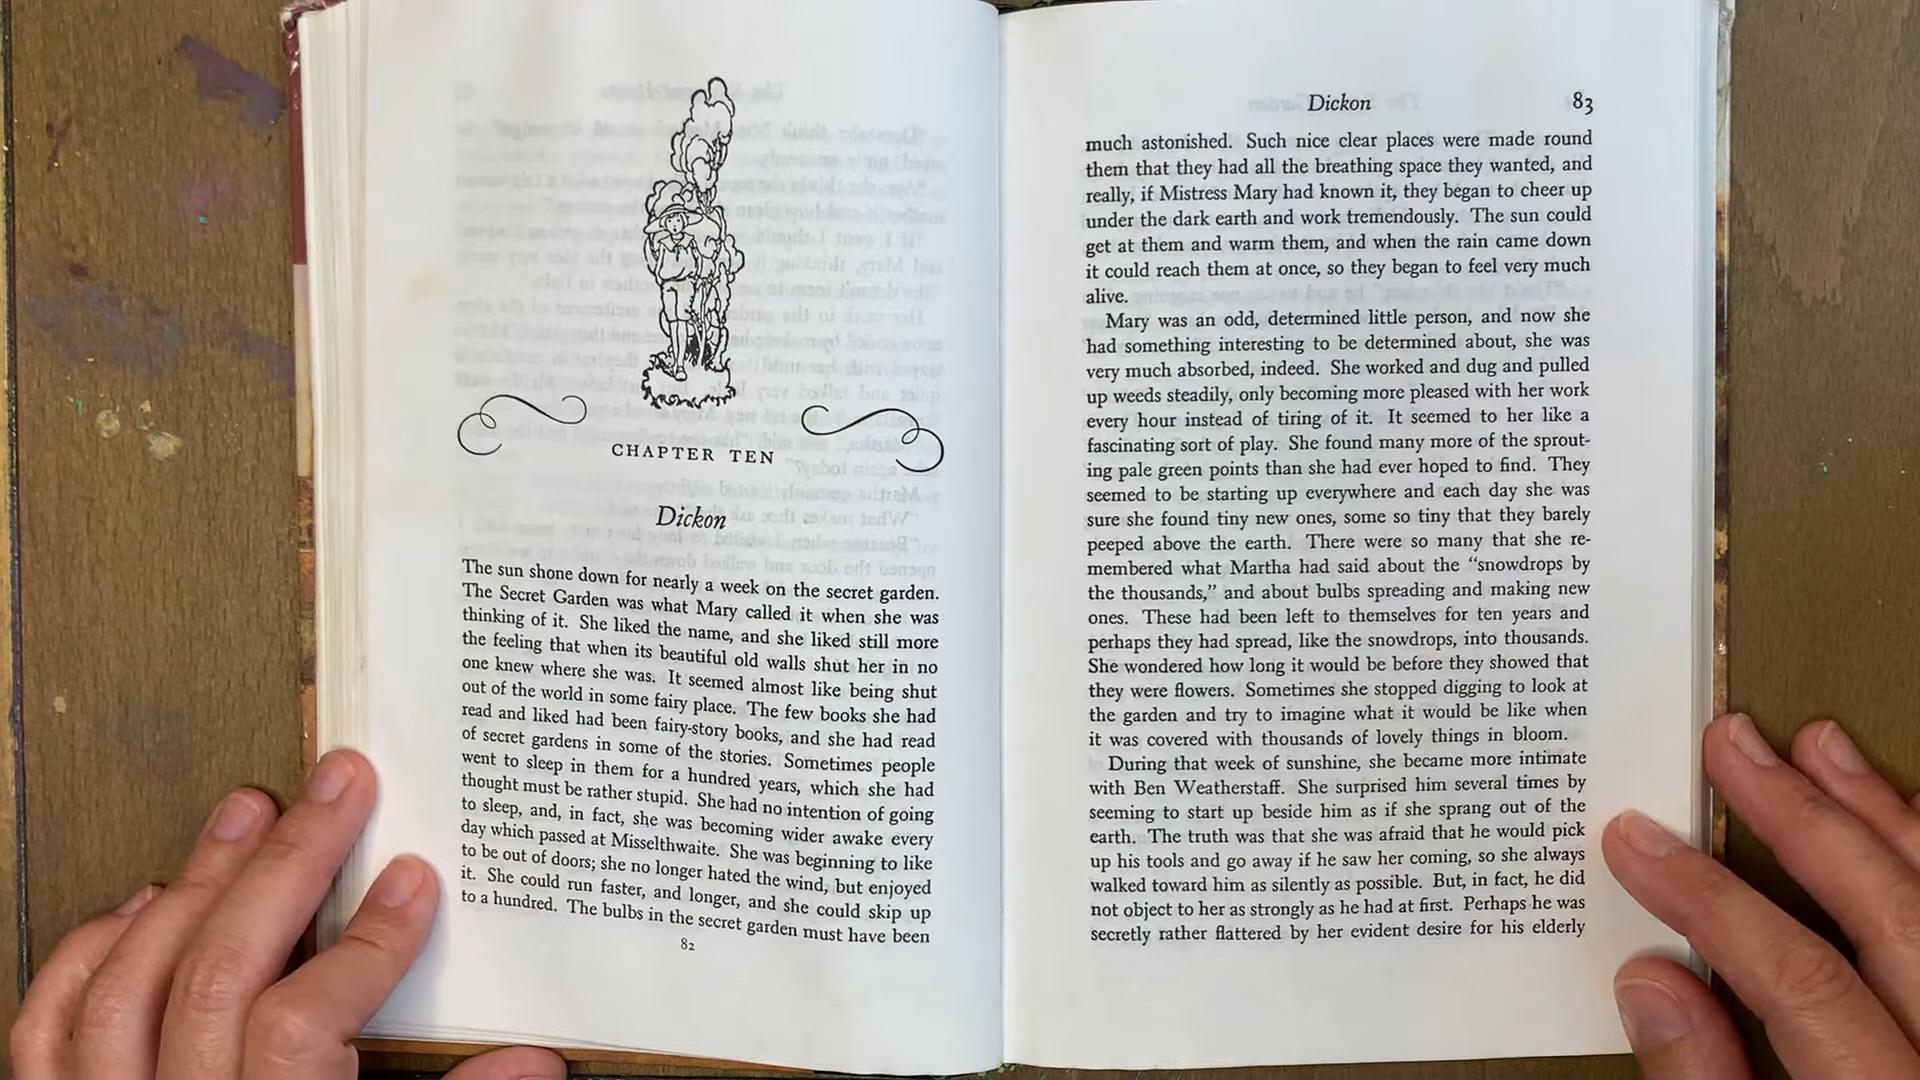 CHAPTER TEN
Dickon
The sun shone down for nearly a week on the secret garden.
The Secret Garden was what Mary called it when she was
thinking of it. She liked the name, and she liked still more
the feeling that when its beautiful old walls shut her in no
one knew where she was. It seemed almost like being shut
out of the world in some fairy place. The few books she had
read and liked had been fairy-story books, and she had read
of secret gardens in some of the stories. Sometimes people
went to sleep in them for a hundred years, which she had
thought must be rather stupid. She had no intention of going
to sleep, and, in fact, she was becoming wider awake every
day which passed at Misselthwaite. She was beginning to like
to be out of doors; she no longer hated the wind, but enjoyed
it. She could run faster, and longer, and she could skip up
to a hundred. The bulbs in the secret garden must have been
82
Dickon 83
much astonished. Such nice clear places were made round
them that they had all the breathing space they wanted, and
really, if Mistress Mary had known it, they began to cheer up
under the dark earth and work tremendously. The sun could
get at them and warm them, and when the rain came down
it could reach them at once, so they began to feel very much
alive.
Mary was an odd, determined little person, and now she
had something interesting to be determined about, she was
very much absorbed, indeed. She worked and dug and pulled
up weeds steadily, only becoming more pleased with her work
every hour instead of tiring of it. It seemed to her like a
fascinating sort of play. She found many more of the sprout-
ing pale green points than she had ever hoped to find. They
seemed to be starting up everywhere and each day she was
sure she found tiny new ones, some so tiny that they barely
peeped above the earth. There were so many that she re-
membered what Martha had said about the “snowdrops by
the thousands,” and about bulbs spreading and making new
ones. These had been left to themselves for ten years and
perhaps they had spread, like the snowdrops, into thousands.
She wondered how long it would be before they showed that
they were flowers. Sometimes she stopped digging to look at
the garden and try to imagine what it would be like when
it was covered with thousands of lovely things in bloom.
During that week of sunshine, she became more intimate
with Ben Weatherstaff. She surprised him several times by
seeming to start up beside him as if she sprang out of the
earth. The truth was that she was afraid that he would pick
up his tools and go away if he saw her coming, so she always
walked toward him as silently as possible. But, in fact, he did
not object to her as strongly as he had at first. Perhaps he was
secretly rather flattered by her evident desire for his elderly